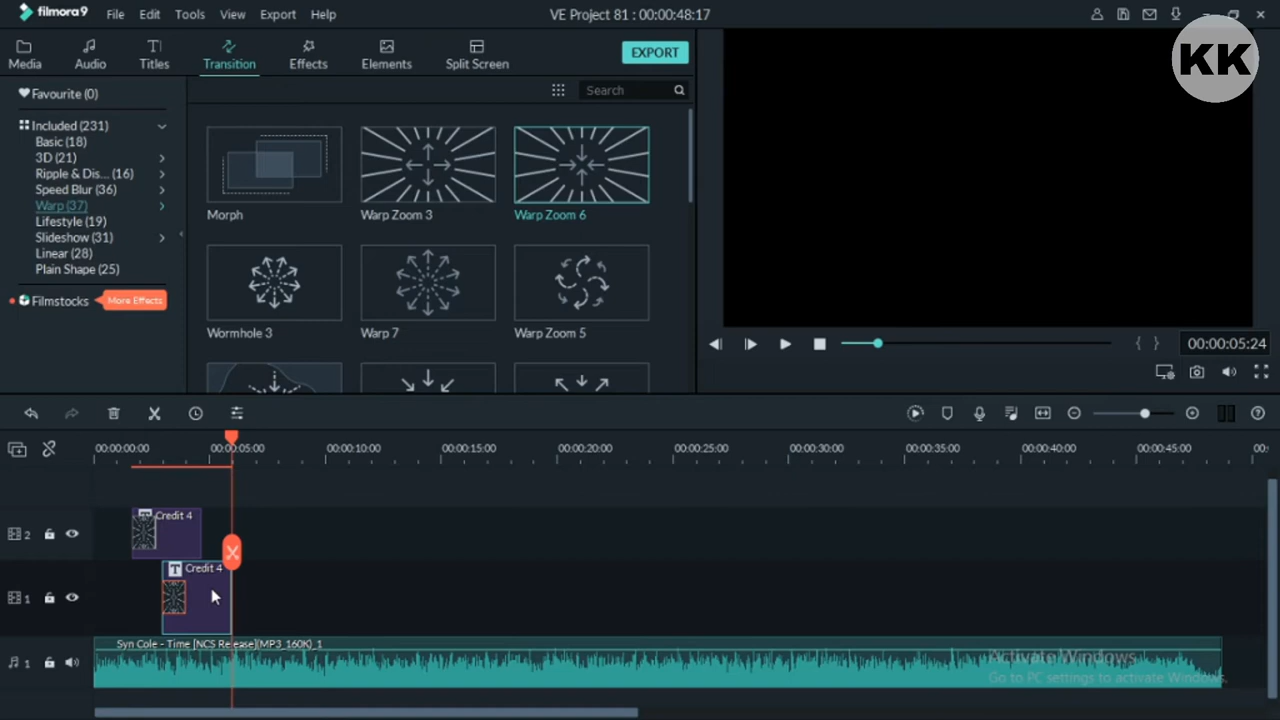 filmora9
File Edit Tools View Export Help
VE Project 81 : 00:00:48:17
KK
Media Audio Titles Transition Effects Elements Split Screen
EXPORT
Favourite (0)
Search
Included (231)
Basic (18)
3D (21)
Ripple & Dis... (16)
Speed Blur (36)
Warp (37)
Lifestyle (19)
Slideshow (31)
Linear (28)
Plain Shape (25)
Filmstocks More Effects
Morph Warp Zoom 3 Warp Zoom 6
Wormhole 3 Warp 7 Warp Zoom 5
00:00:05:24
00:00:00:00 00:00:05:00 00:00:10:00 00:00:15:00 00:00:20:00 00:00:25:00 00:00:30:00 00:00:35:00 00:00:40:00 00:00:45:00 00:
2 T Credit 4
1 T Credit 4
1 Syn Cole - Time [NCS Release](MP3_160K)_1
Activate Windows
Go to PC settings to activate Windows.